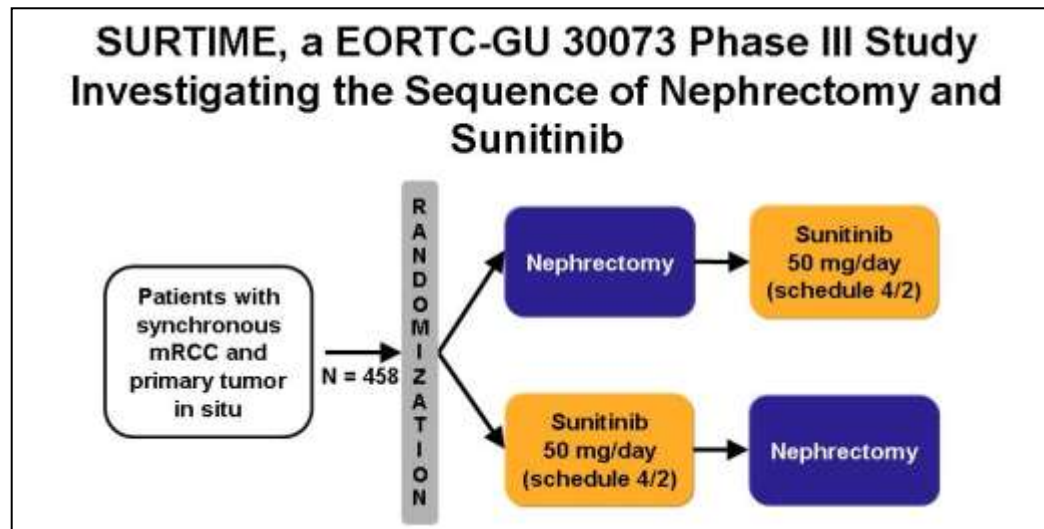 SURTIME, a EORTC-GU 30073 Phase III Study
Investigating the Sequence of Nephrectomy and
Sunitinib
Patients with
synchronous
mRCC and
primary tumor
in situ
N = 458
RANDOMIZATION
Nephrectomy
Sunitinib
50 mg/day
(schedule 4/2)
Sunitinib
50 mg/day
(schedule 4/2)
Nephrectomy